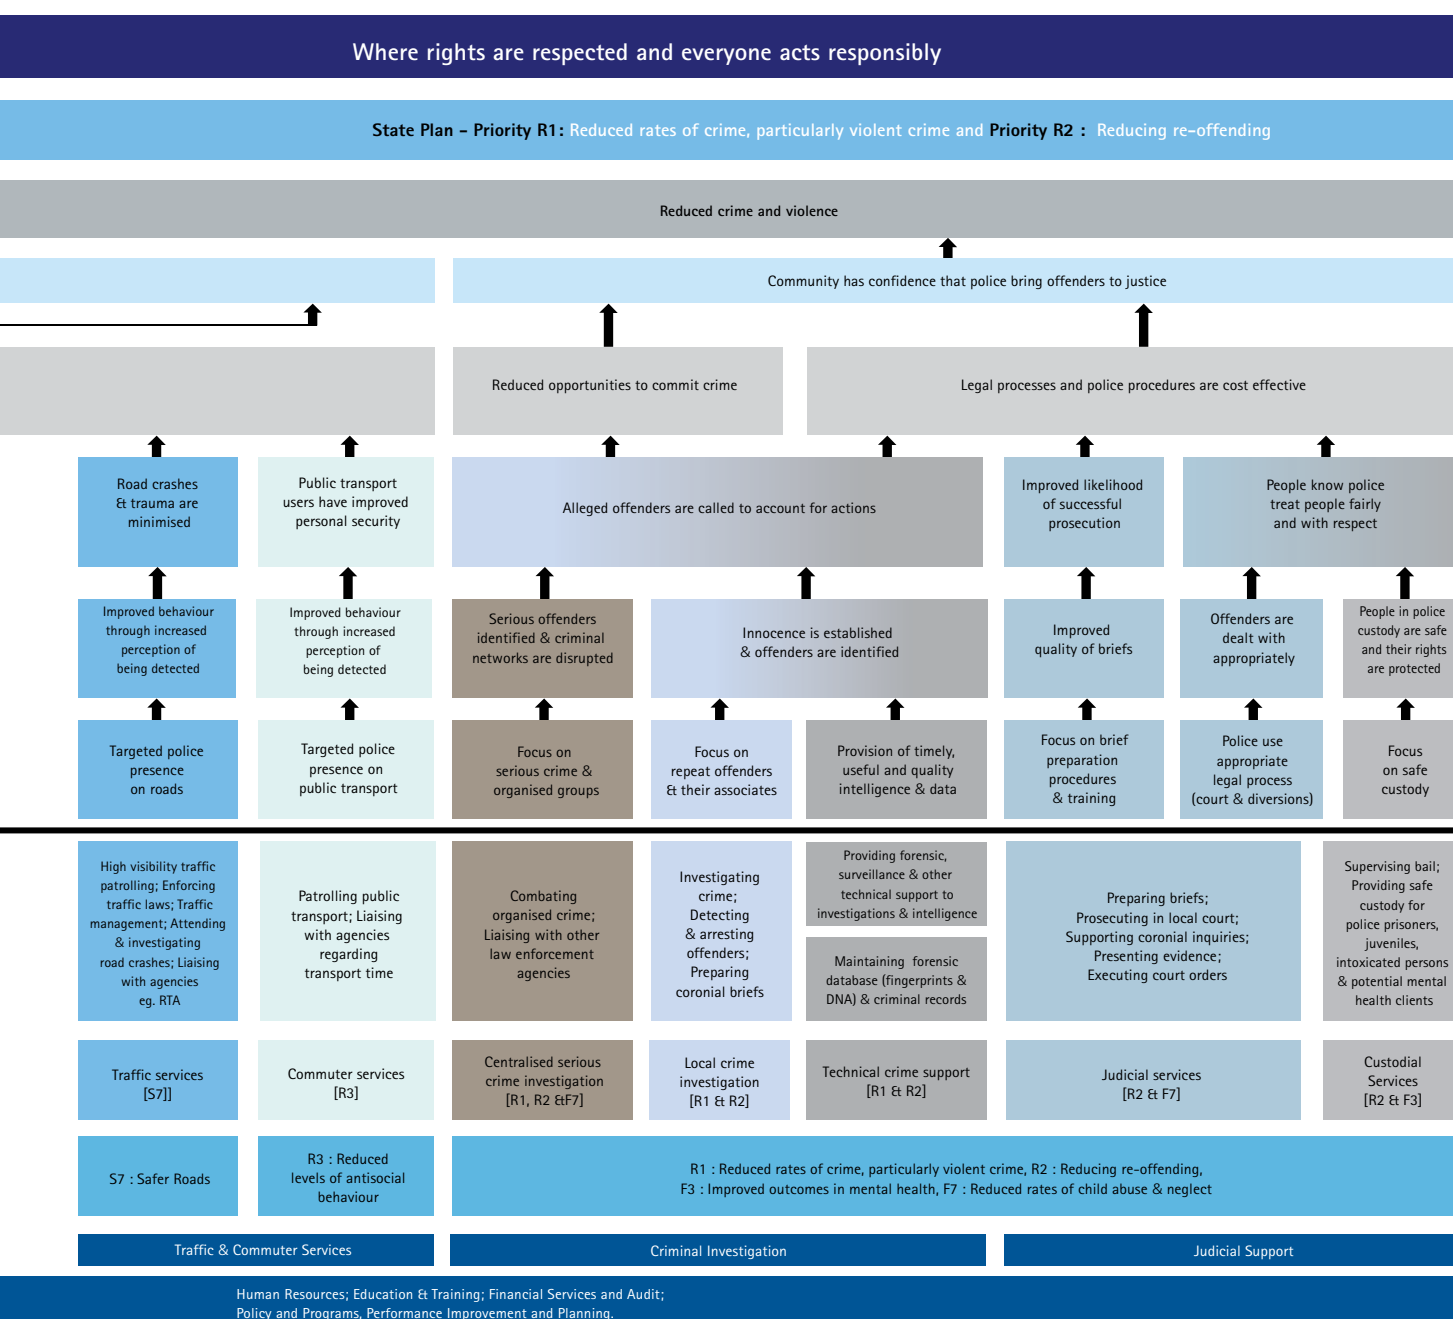 Where rights are respected and everyone acts responsibly
State Plan - Priority R1: Reduced rates of crime, particularly violent crime and Priority R2 : Reducing re-offending
Reduced crime and violence
Community has confidence that police bring offenders to justice
Reduced opportunities to commit crime
Legal processes and police procedures are cost effective
Road crashes
& trauma are
minimised
Public transport
users have improved
personal security
Alleged offenders are called to account for actions
Improved likelihood
of successful
prosecution
People know police
treat people fairly
and with respect
Improved behaviour
through increased
perception of
being detected
Improved behaviour
through increased
perception of
being detected
Serious offenders
identified & criminal
networks are disrupted
Innocence is established
& offenders are identified
Improved
quality of briefs
Offenders are
dealt with
appropriately
People in police
custody are safe
and their rights
are protected
Targeted police
presence
on roads
Targeted police
presence on
public transport
Focus on
serious crime &
organised groups
Focus on
repeat offenders
& their associates
Provision of timely,
useful and quality
intelligence & data
Focus on brief
preparation
procedures
& training
Police use
appropriate
legal process
(court & diversions)
Focus
on safe
custody
High visibility traffic
patrolling; Enforcing
traffic laws; Traffic
management; Attending
& investigating
road crashes; Liaising
with agencies
eg. RTA
Patrolling public
transport; Liaising
with agencies
regarding
transport time
Combating
organised crime;
Liaising with other
law enforcement
agencies
Investigating
crime;
Detecting
& arresting
offenders;
Preparing
coronial briefs
Providing forensic,
surveillance & other
technical support to
investigations & intelligence
Maintaining forensic
database (fingerprints &
DNA) & criminal records
Preparing briefs;
Prosecuting in local court;
Supporting coronial inquiries;
Presenting evidence;
Executing court orders
Supervising bail;
Providing safe
custody for
police prisoners,
juveniles,
intoxicated persons
& potential mental
health clients
Traffic services
[S7]]
Commuter services
[R3]
Centralised serious
crime investigation
[R1, R2 &F7]
Local crime
investigation
[R1 & R2]
Technical crime support
[R1 & R2]
Judicial services
[R2 & F7]
Custodial
Services
[R2 & F3]
S7 : Safer Roads
R3 : Reduced
levels of antisocial
behaviour
R1 : Reduced rates of crime, particularly violent crime, R2 : Reducing re-offending,
F3 : Improved outcomes in mental health, F7 : Reduced rates of child abuse & neglect
Traffic & Commuter Services
Criminal Investigation
Judicial Support
Human Resources; Education & Training; Financial Services and Audit;
Policy and Programs, Performance Improvement and Planning.